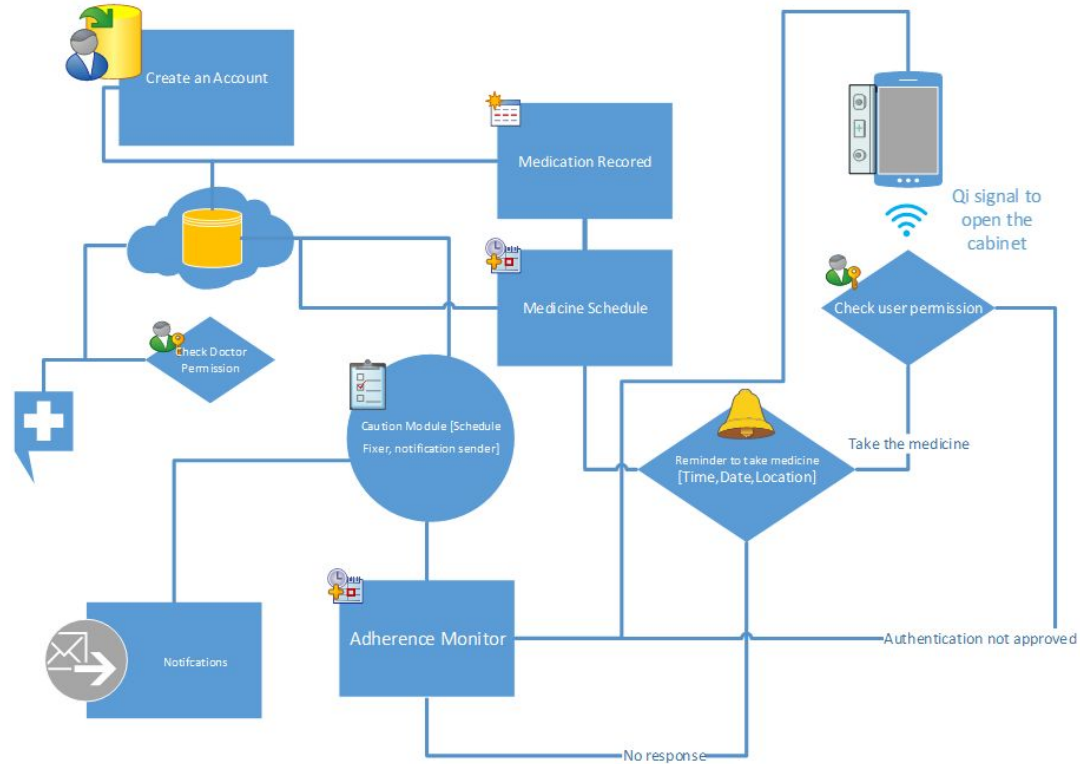 Create an Account
Medication Recored
Qi signal to
open the
cabinet
Medicine Schedule
Check user permission
Check Doctor
Permission
Caution Module [Schedule
Fixer, notification sender]
Take the medicine
Reminder to take medicine
[Time,Date,Location]
Adherence Monitor
Authentication not approved
Notifcations
No response